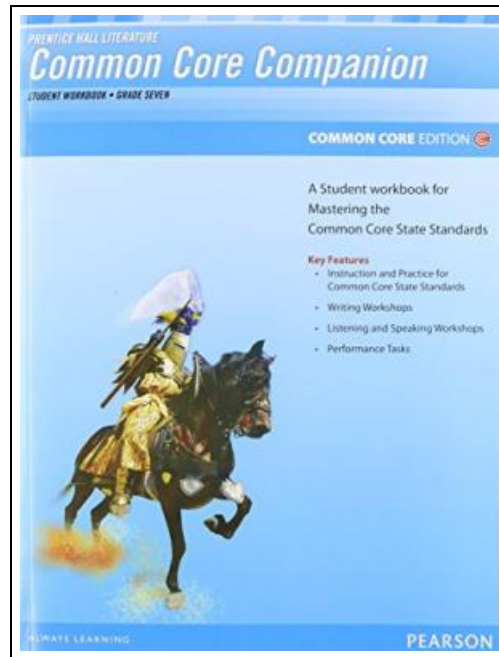 PRENTICE HALL LITERATURE
Common Core Companion
STUDENT WORKBOOK • GRADE SEVEN
COMMON CORE EDITION
A Student workbook for
Mastering the
Common Core State Standards
Key Features
• Instruction and Practice for
Common Core State Standards
• Writing Workshops
• Listening and Speaking Workshops
• Performance Tasks
ALWAYS LEARNING
PEARSON